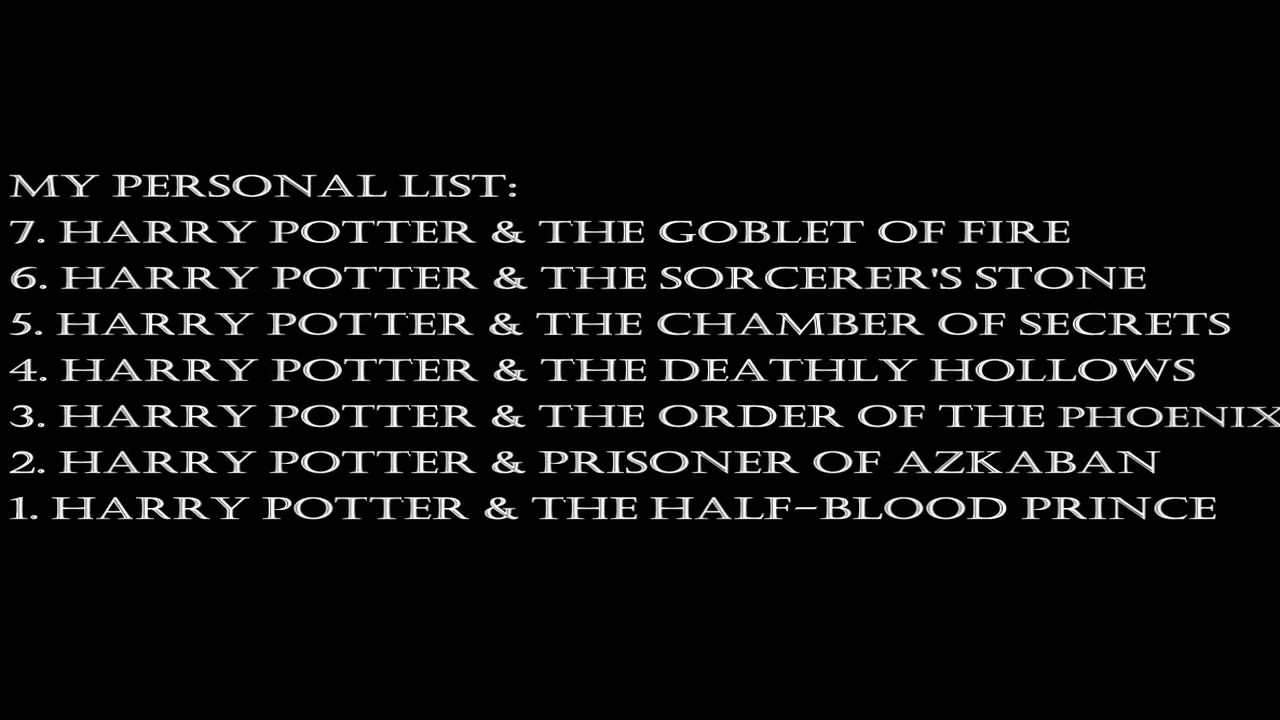 MY PERSONAL LIST:
7. HARRY POTTER & THE GOBLET OF FIRE
6. HARRY POTTER & THE SORCERER'S STONE
5. HARRY POTTER & THE CHAMBER OF SECRETS
4. HARRY POTTER & THE DEATHLY HOLLOWS
3. HARRY POTTER & THE ORDER OF THE PHOENIX
2. HARRY POTTER & PRISONER OF AZKABAN
1. HARRY POTTER & THE HALF-BLOOD PRINCE